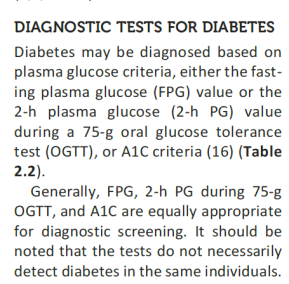 DIAGNOSTIC TESTS FOR DIABETES
Diabetes may be diagnosed based on
plasma glucose criteria, either the fast-
ing plasma glucose (FPG) value or the
2-h plasma glucose (2-h PG) value
during a 75-g oral glucose tolerance
test (OGTT), or A1C criteria (16) (Table
2.2).
Generally, FPG, 2-h PG during 75-g
OGTT, and A1C are equally appropriate
for diagnostic screening. It should be
noted that the tests do not necessarily
detect diabetes in the same individuals.